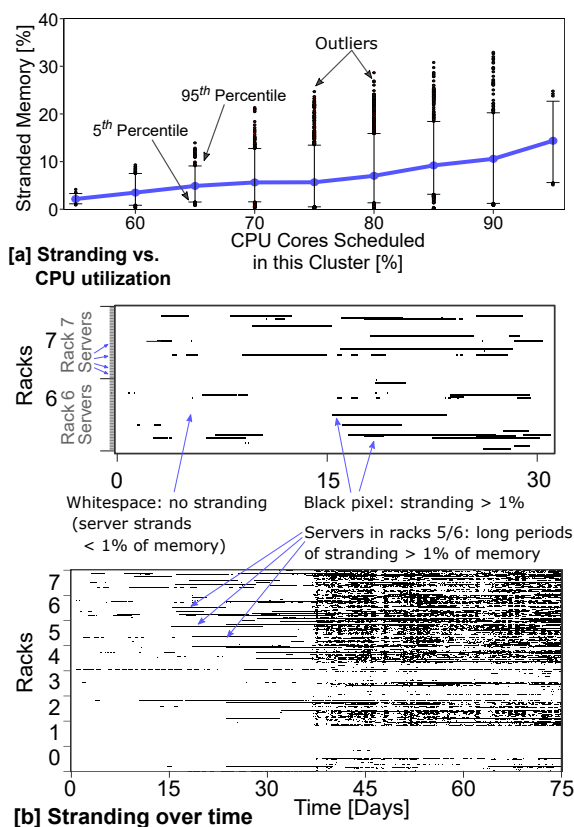 Stranded Memory [%]
40
30
20
10
0
Outliers
95th Percentile
5th Percentile
60
70
80
90
CPU Cores Scheduled
in this Cluster [%]
[a] Stranding vs.
CPU utilization
Racks
7
Rack 7
Servers
6
Rack 6
Servers
0
15
30
Whitespace: no stranding
(server strands
< 1% of memory)
Black pixel: stranding > 1%
Servers in racks 5/6: long periods
of stranding > 1% of memory
Racks
7
6
5
4
3
2
1
0
0
15
30
45
60
75
Time [Days]
[b] Stranding over time